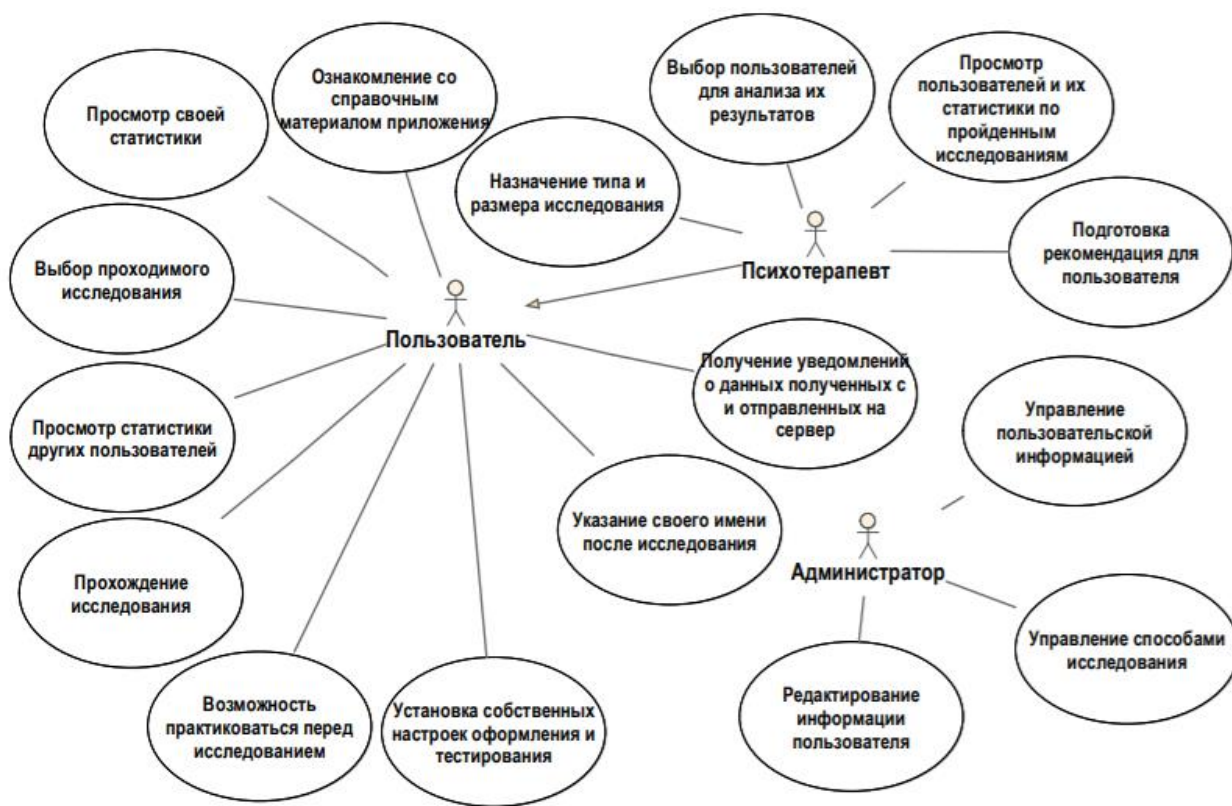 Просмотр своей
статистики
Ознакомление со
справочным
материалом приложения
Выбор пользователей
для анализа их
результатов
Просмотр
пользователей и их
статистики по
пройденным
исследованиям
Назначение типа и
размера исследования
Подготовка
рекомендация для
пользователя
Психотерапевт
Выбор проходимого
исследования
Пользователь
Получение уведомлений
о данных полученных с
и отправленных на
сервер
Управление
пользовательской
информацией
Просмотр статистики
других пользователей
Указание своего имени
после исследования
Администратор
Прохождение
исследования
Управление способами
исследования
Возможность
практиковаться перед
исследованием
Установка собственных
настроек оформления и
тестирования
Редактирование
информации
пользователя